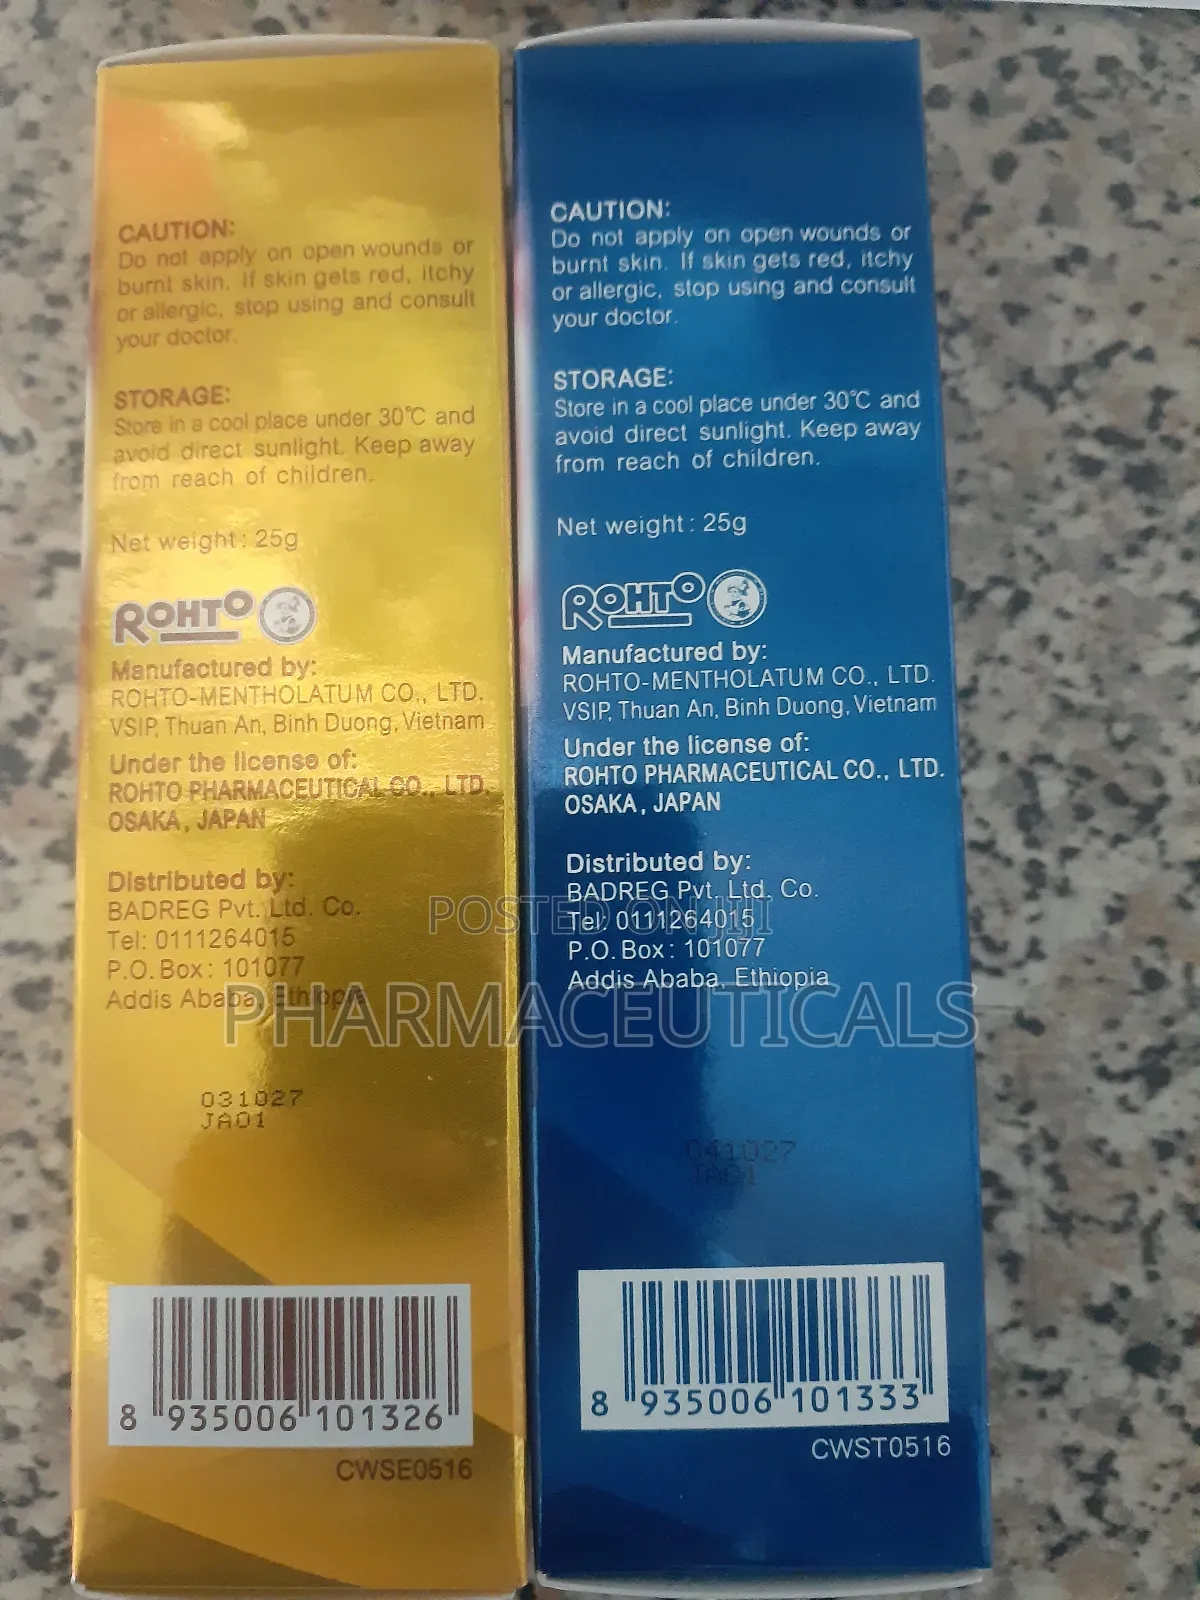 CAUTION:
Do not apply on open wounds or
burnt skin. If skin gets red, itchy
or allergic, stop using and consult
your doctor.
STORAGE:
Store in a cool place under 30°C and
avoid direct sunlight. Keep away
from reach of children.
Net weight: 25g
ROHTO
Manufactured by:
ROHTO-MENTHOLATUM CO., LTD.
VSIP, Thuan An, Binh Duong, Vietnam
Under the license of:
ROHTO PHARMACEUTICAL CO., LTD.
OSAKA, JAPAN
Distributed by:
BADREG Pvt. Ltd. Co.
Tel: 0111264015
P.O. Box: 101077
Addis Ababa, Ethiopia
031027
JA01
8 935006 101326
CWSE0516
CAUTION:
Do not apply on open wounds or
burnt skin. If skin gets red, itchy
or allergic, stop using and consult
your doctor.
STORAGE:
Store in a cool place under 30°C and
avoid direct sunlight. Keep away
from reach of children.
Net weight: 25g
ROHTO
Manufactured by:
ROHTO-MENTHOLATUM CO., LTD.
VSIP, Thuan An, Binh Duong, Vietnam
Under the license of:
ROHTO PHARMACEUTICAL CO., LTD.
OSAKA, JAPAN
Distributed by:
BADREG Pvt. Ltd. Co.
Tel: 0111264015
P.O. Box: 101077
Addis Ababa, Ethiopia
041027
JA01
8 935006 101333
CWST0516
POSTED ON JIJI
PHARMACEUTICALS